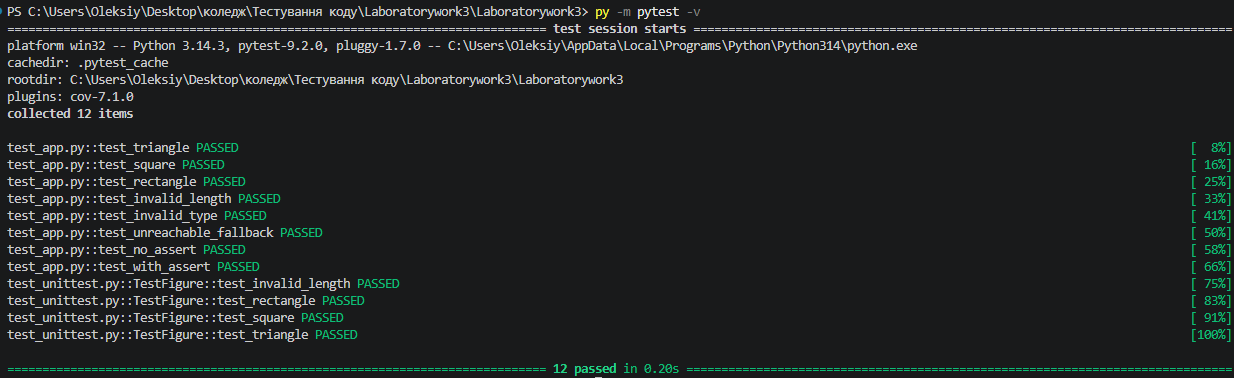 PS C:\Users\Oleksiy\Desktop\коледж\Тестування коду\Laboratorywork3\Laboratorywork3> py -m pytest -v
============================================================================= test session starts =============================================================================
platform win32 -- Python 3.14.3, pytest-9.2.0, pluggy-1.7.0 -- C:\Users\Oleksiy\AppData\Local\Programs\Python\Python314\python.exe
cachedir: .pytest_cache
rootdir: C:\Users\Oleksiy\Desktop\коледж\Тестування коду\Laboratorywork3\Laboratorywork3
plugins: cov-7.1.0
collected 12 items
test_app.py::test_triangle PASSED [  8%]
test_app.py::test_square PASSED [ 16%]
test_app.py::test_rectangle PASSED [ 25%]
test_app.py::test_invalid_length PASSED [ 33%]
test_app.py::test_invalid_type PASSED [ 41%]
test_app.py::test_unreachable_fallback PASSED [ 50%]
test_app.py::test_no_assert PASSED [ 58%]
test_app.py::test_with_assert PASSED [ 66%]
test_unittest.py::TestFigure::test_invalid_length PASSED [ 75%]
test_unittest.py::TestFigure::test_rectangle PASSED [ 83%]
test_unittest.py::TestFigure::test_square PASSED [ 91%]
test_unittest.py::TestFigure::test_triangle PASSED [100%]
============================================================================= 12 passed in 0.20s ==============================================================================